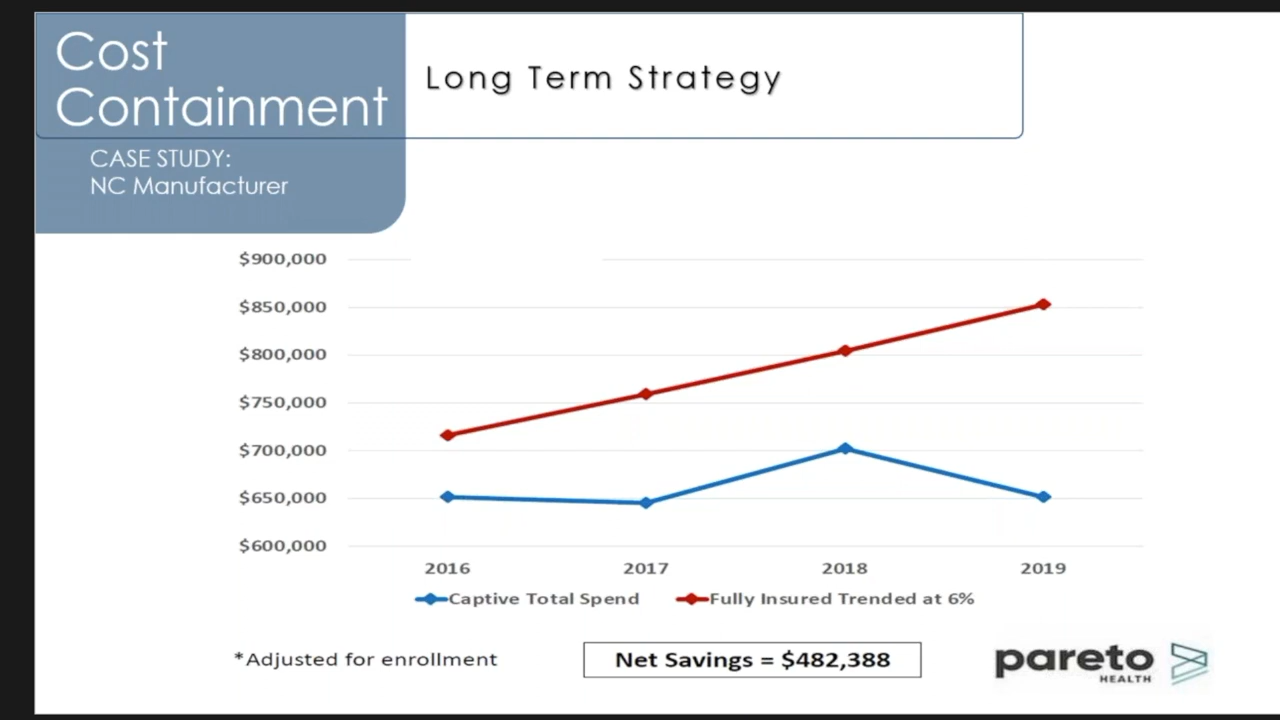 Cost
Containment
Long Term Strategy
CASE STUDY:
NC Manufacturer
$900,000
$850,000
$800,000
$750,000
$700,000
$650,000
$600,000
2016 2017 2018 2019
Captive Total Spend Fully Insured Trended at 6%
*Adjusted for enrollment
Net Savings = $482,388
pareto
HEALTH